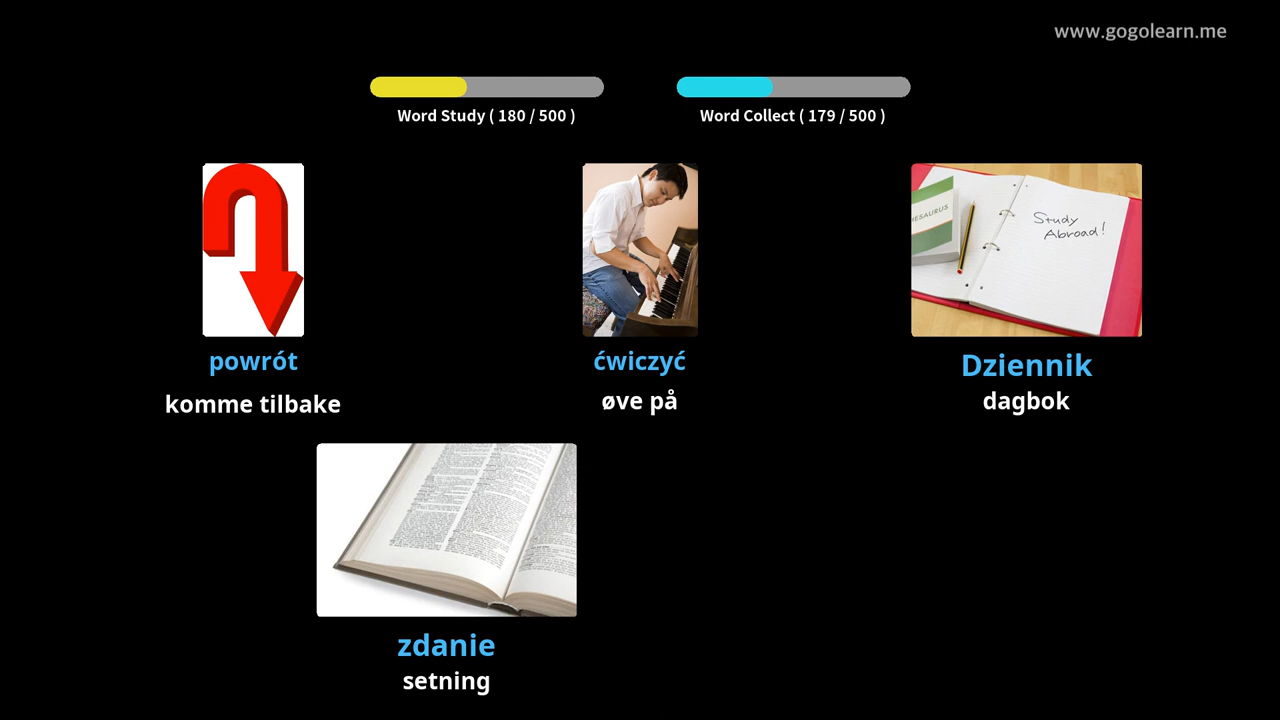 www.gogolearn.me
Word Study ( 180 / 500 )
Word Collect ( 179 / 500 )
HESAURUS
Study
Abroad!
powrót
komme tilbake
ćwiczyć
øve på
Dziennik
dagbok
zdanie
setning